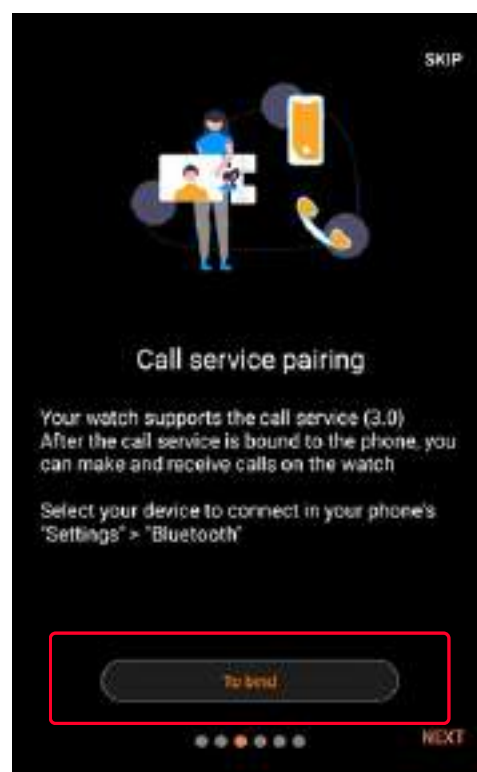 SKIP
Call service pairing
Your watch supports the call service (3.0)
After the call service is bound to the phone, you
can make and receive calls on the watch
Select your device to connect in your phone's
"Settings" > "Bluetooth"
To bind
NEXT